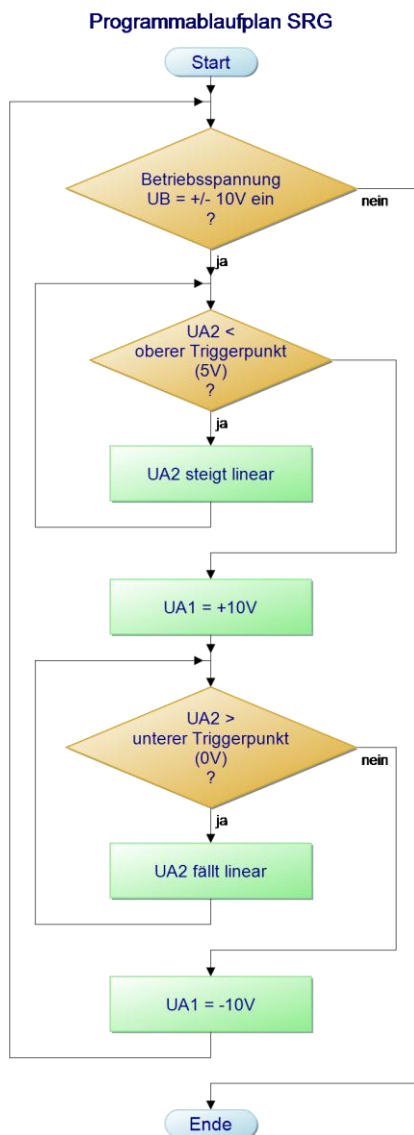 Programmablaufplan SRG
Start
Betriebsspannung
UB = +/- 10V ein
?
nein
ja
UA2 <
oberer Triggerpunkt
(5V)
?
ja
UA2 steigt linear
UA1 = +10V
UA2 >
unterer Triggerpunkt
(0V)
?
nein
ja
UA2 fällt linear
UA1 = -10V
Ende